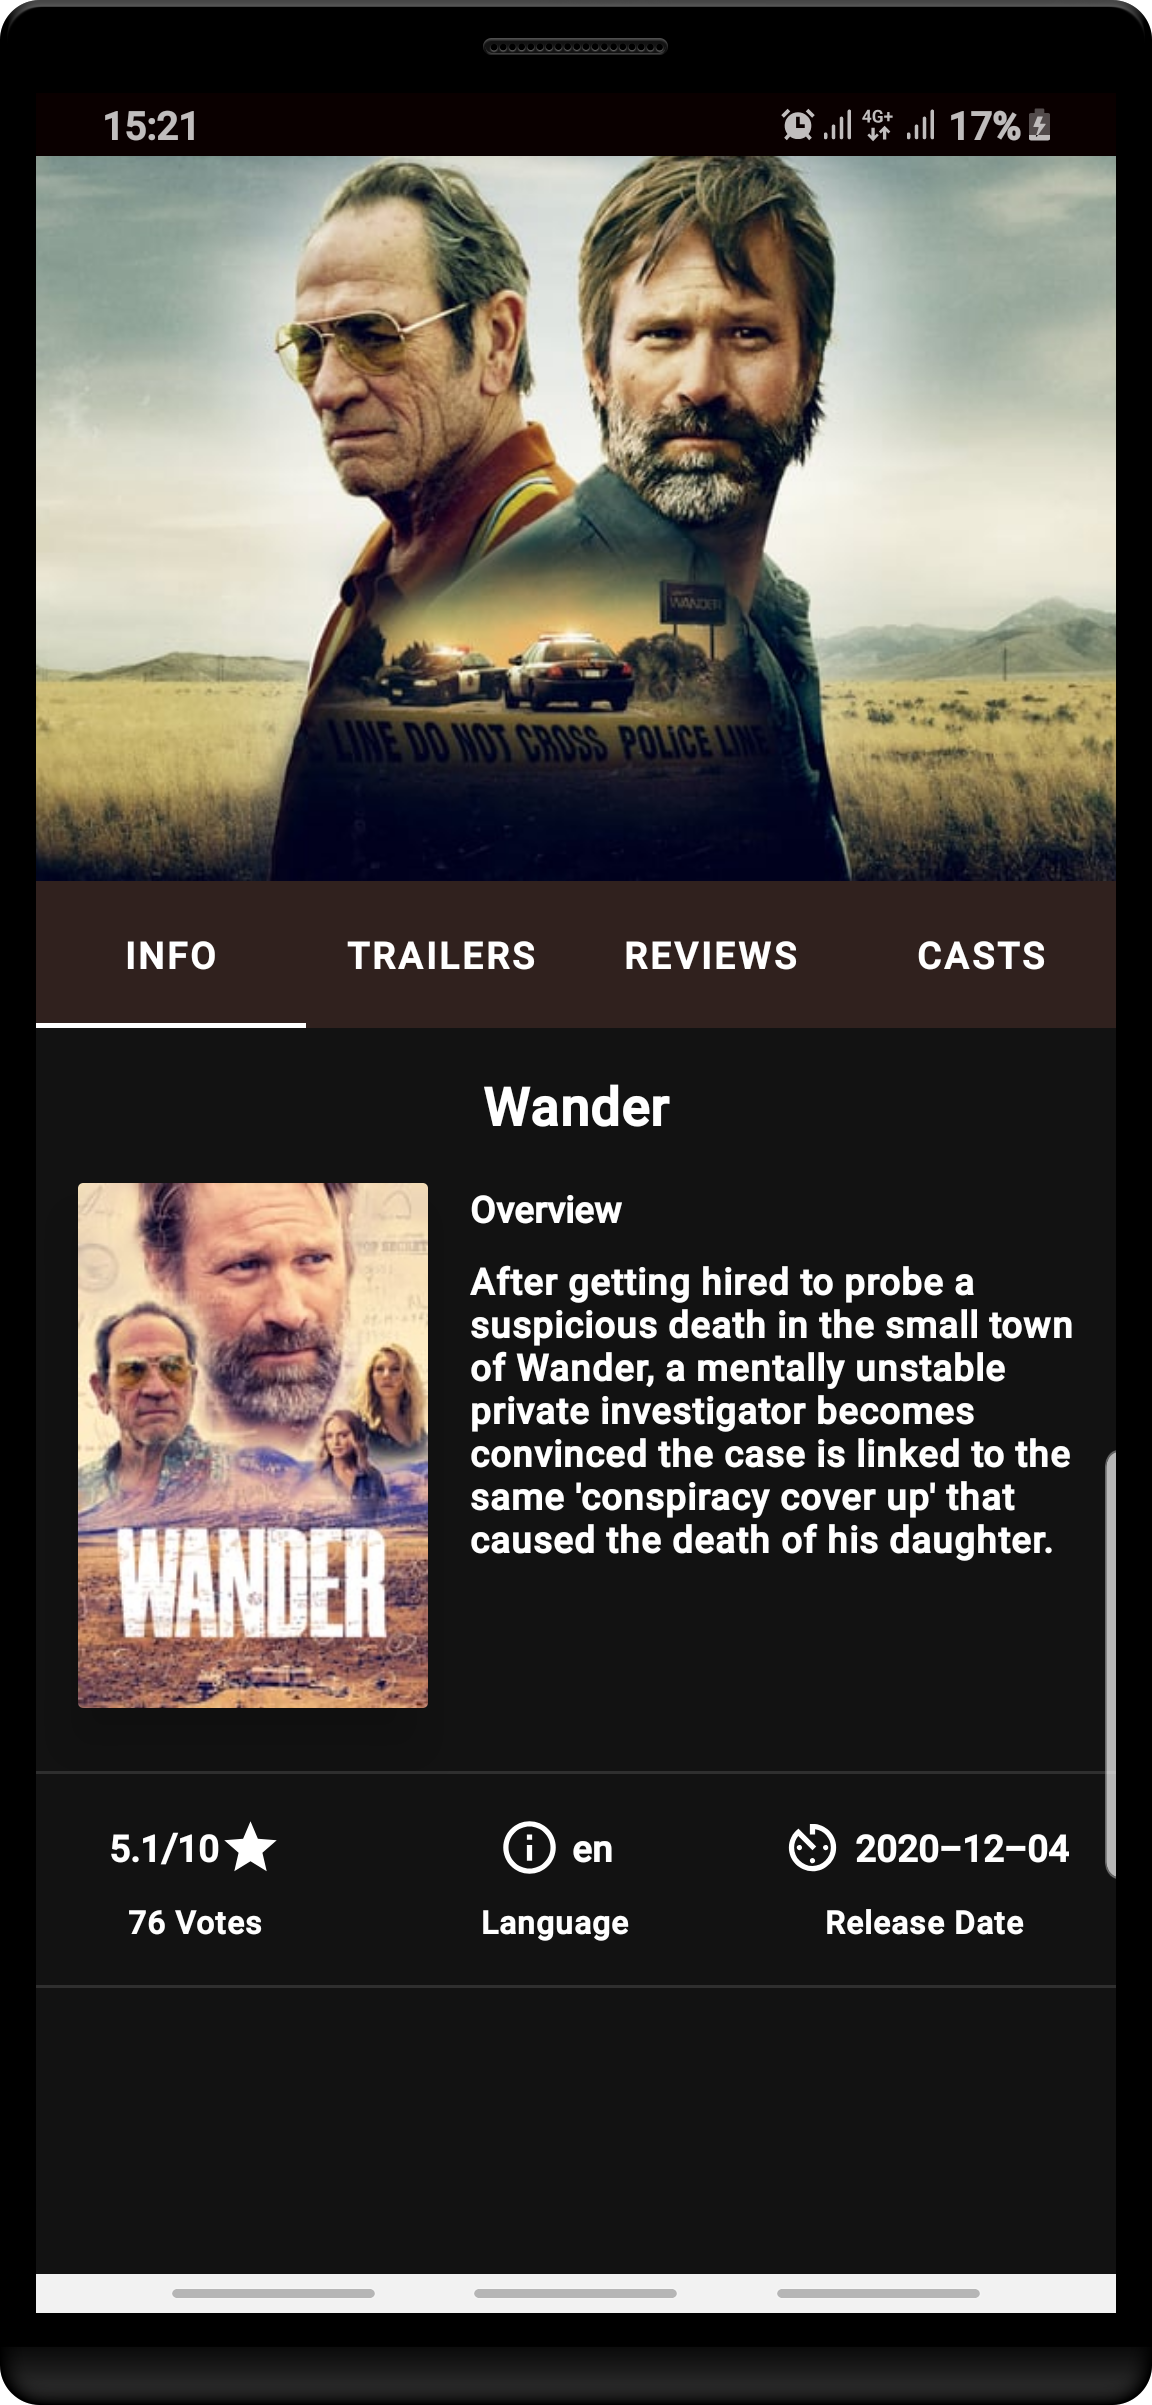 15:21
4G+ 17%
WANDER
LINE DO NOT CROSS POLICE LINE
INFO TRAILERS REVIEWS CASTS
Wander
TOP SECRET
WANDER
Overview
After getting hired to probe a
suspicious death in the small town
of Wander, a mentally unstable
private investigator becomes
convinced the case is linked to the
same 'conspiracy cover up' that
caused the death of his daughter.
5.1/10 en 2020-12-04
76 Votes Language Release Date